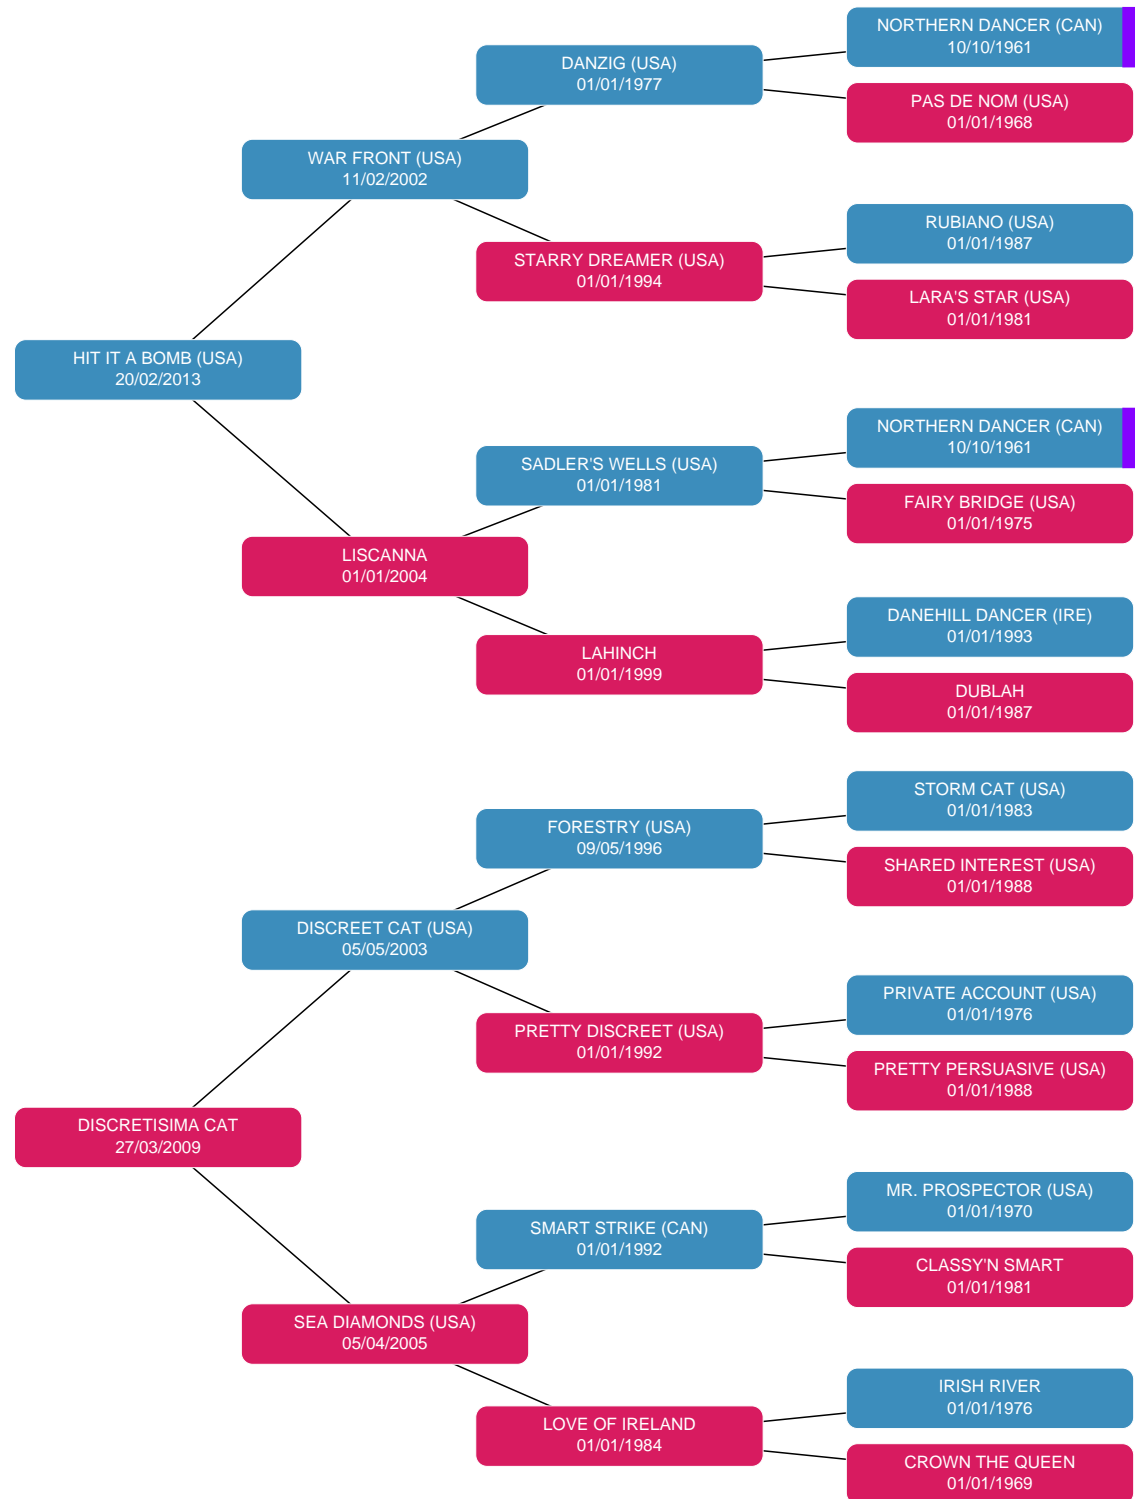 NORTHERN DANCER (CAN)
10/10/1961
DANZIG (USA)
01/01/1977
PAS DE NOM (USA)
01/01/1968
WAR FRONT (USA)
11/02/2002
RUBIANO (USA)
01/01/1987
STARRY DREAMER (USA)
01/01/1994
LARA'S STAR (USA)
01/01/1981
HIT IT A BOMB (USA)
20/02/2013
NORTHERN DANCER (CAN)
10/10/1961
SADLER'S WELLS (USA)
01/01/1981
FAIRY BRIDGE (USA)
01/01/1975
LISCANNA
01/01/2004
DANEHILL DANCER (IRE)
01/01/1993
LAHINCH
01/01/1999
DUBLAH
01/01/1987
STORM CAT (USA)
01/01/1983
FORESTRY (USA)
09/05/1996
SHARED INTEREST (USA)
01/01/1988
DISCREET CAT (USA)
05/05/2003
PRIVATE ACCOUNT (USA)
01/01/1976
PRETTY DISCREET (USA)
01/01/1992
PRETTY PERSUASIVE (USA)
01/01/1988
DISCRETISIMA CAT
27/03/2009
MR. PROSPECTOR (USA)
01/01/1970
SMART STRIKE (CAN)
01/01/1992
CLASSY'N SMART
01/01/1981
SEA DIAMONDS (USA)
05/04/2005
IRISH RIVER
01/01/1976
LOVE OF IRELAND
01/01/1984
CROWN THE QUEEN
01/01/1969